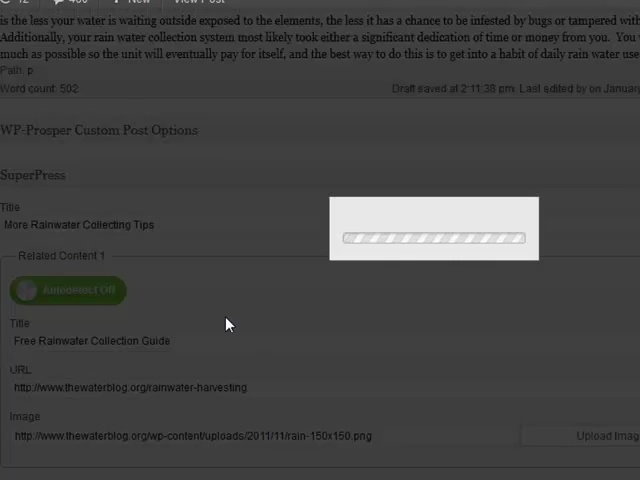 12 New View Post
is the less your water is waiting outside exposed to the elements, the less it has a chance to be infested by bugs or tampered with
Additionally, your rain water collection system most likely took either a significant dedication of time or money from you. You
much as possible so the unit will eventually pay for itself, and the best way to do this is to get into a habit of daily rain water use
Path: p
Word count: 502 Draft saved at 2:11:38 pm. Last edited by on January
WP-Prosper Custom Post Options
SuperPress
Title
More Rainwater Collecting Tips
Related Content 1
Autodetect Off
Title
Free Rainwater Collection Guide
URL
http://www.thewaterblog.org/rainwater-harvesting
Image
http://www.thewaterblog.org/wp-content/uploads/2011/11/rain-150x150.png
Upload Imag